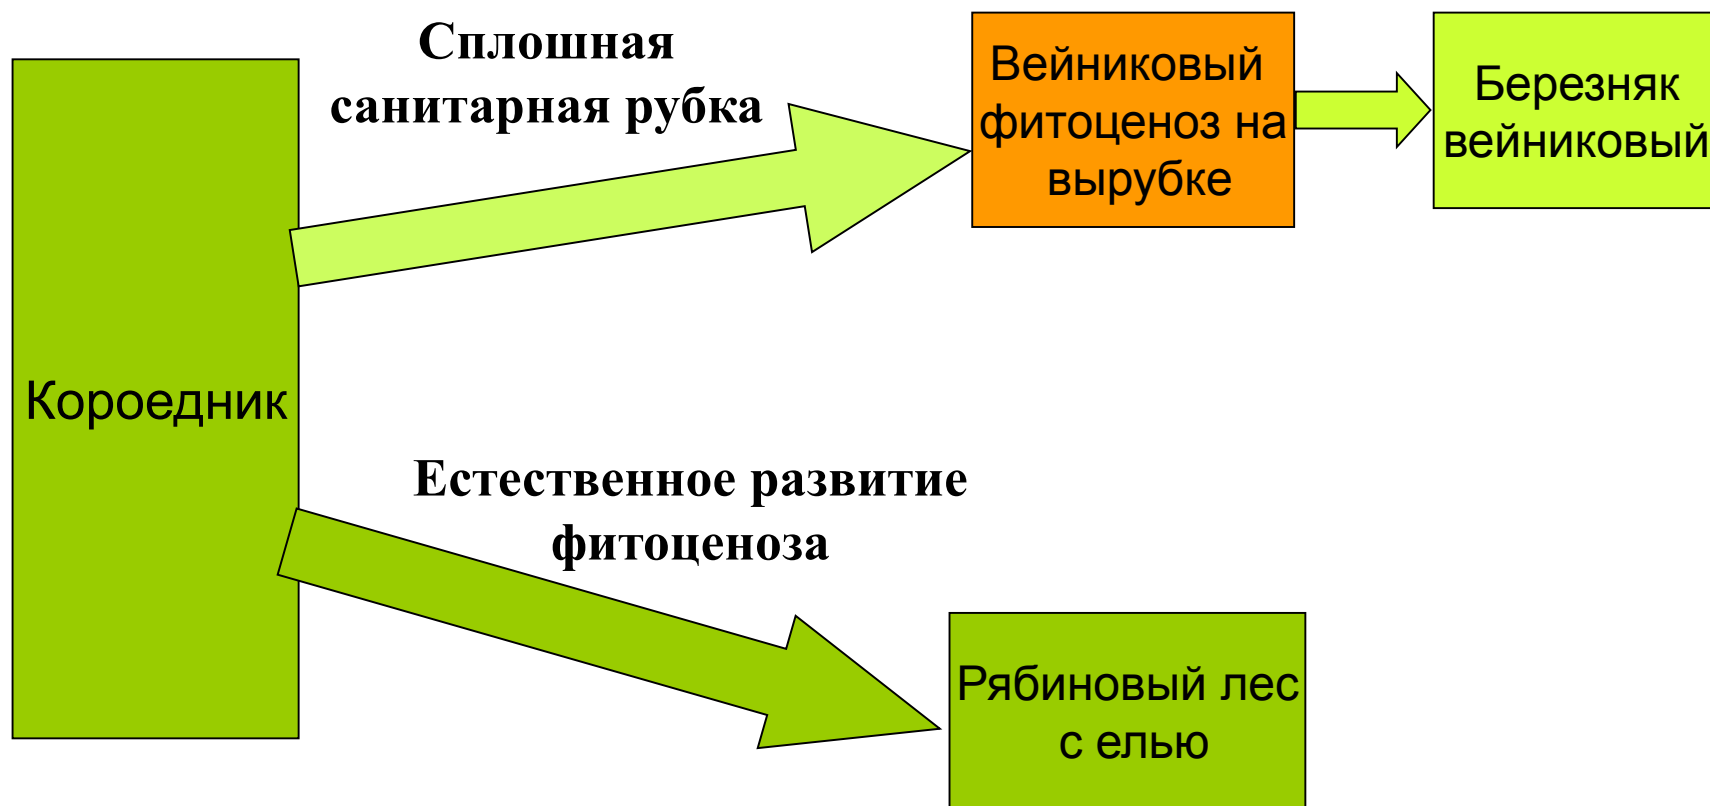 Сплошная
санитарная рубка
Вейниковый
фитоценоз на
вырубке
Березняк
вейниковый
Короедник
Естественное развитие
фитоценоза
Рябиновый лес
с елью